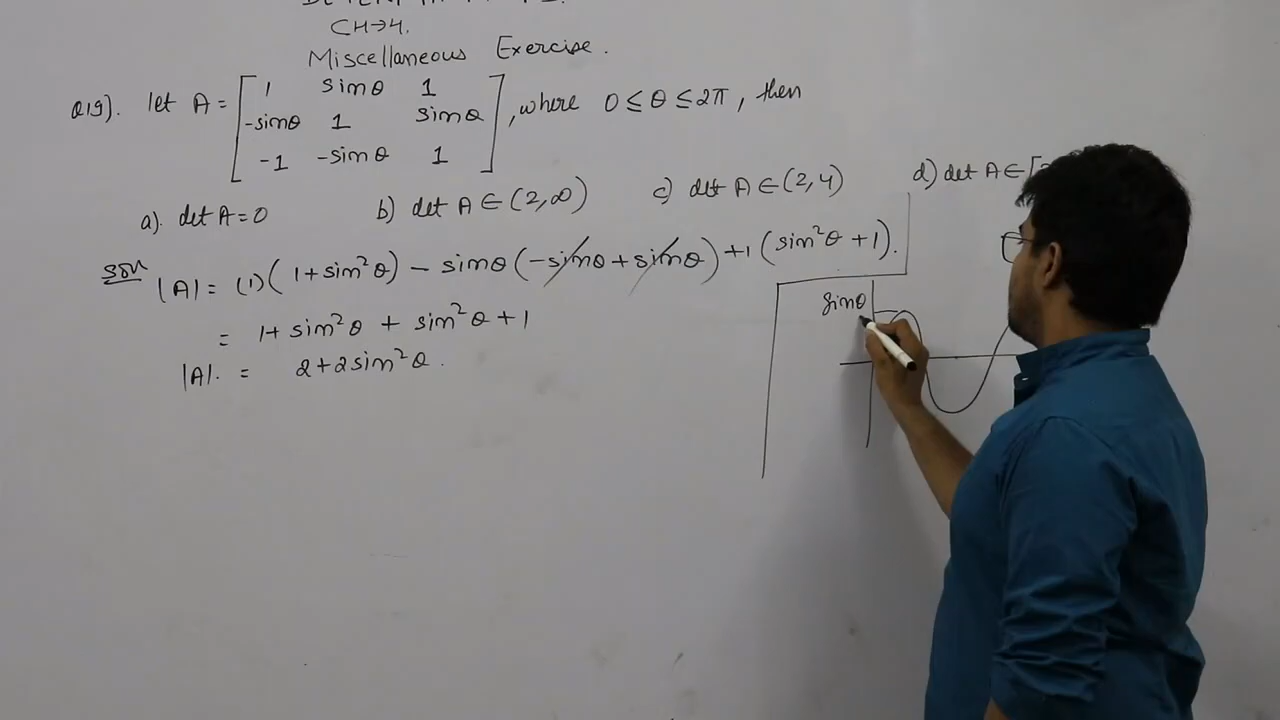 CH→4.
Miscellaneous Exercise.
Q19). let A = [ 1 sinθ 1
-sinθ 1 sinθ
-1 -sinθ 1 ], where 0 ≤ θ ≤ 2π, then
a). det A = 0 b) det A ∈ (2,∞) c) det A ∈ (2,4) d) det A ∈ [
Soln |A| = (1)(1+sin²θ) - sinθ(-sinθ + sinθ) +1 (sin²θ +1).
= 1+ sin²θ + sin²θ + 1
|A|. = 2+2sin²θ.
sinθ